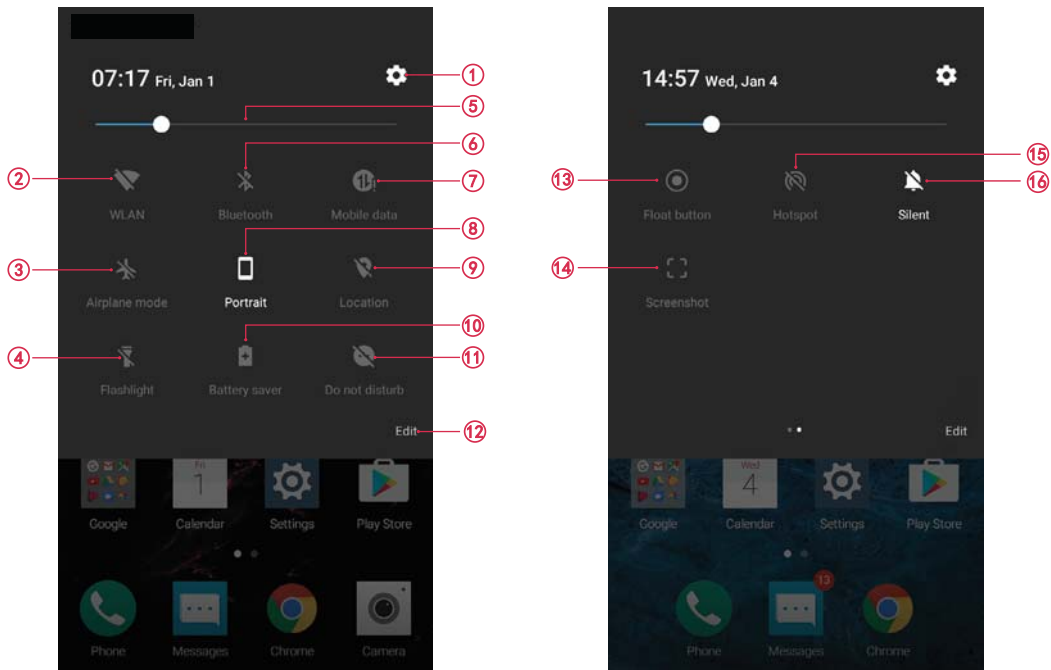 07:17 Fri, Jan 1
①
⑤
⑥
②
⑦
WLAN Bluetooth Mobile data
⑧
③
⑨
Airplane mode Portrait Location
⑩
④
⑪
Flashlight Battery saver Do not disturb
Edit ⑫
Fri
1
Google Calendar Settings Play Store
Phone Messages Chrome Camera
14:57 Wed, Jan 4
⑮
⑬
⑯
Float button Hotspot Silent
⑭
Screenshot
Edit
Wed
4
Google Calendar Settings Play Store
13
Phone Messages Chrome